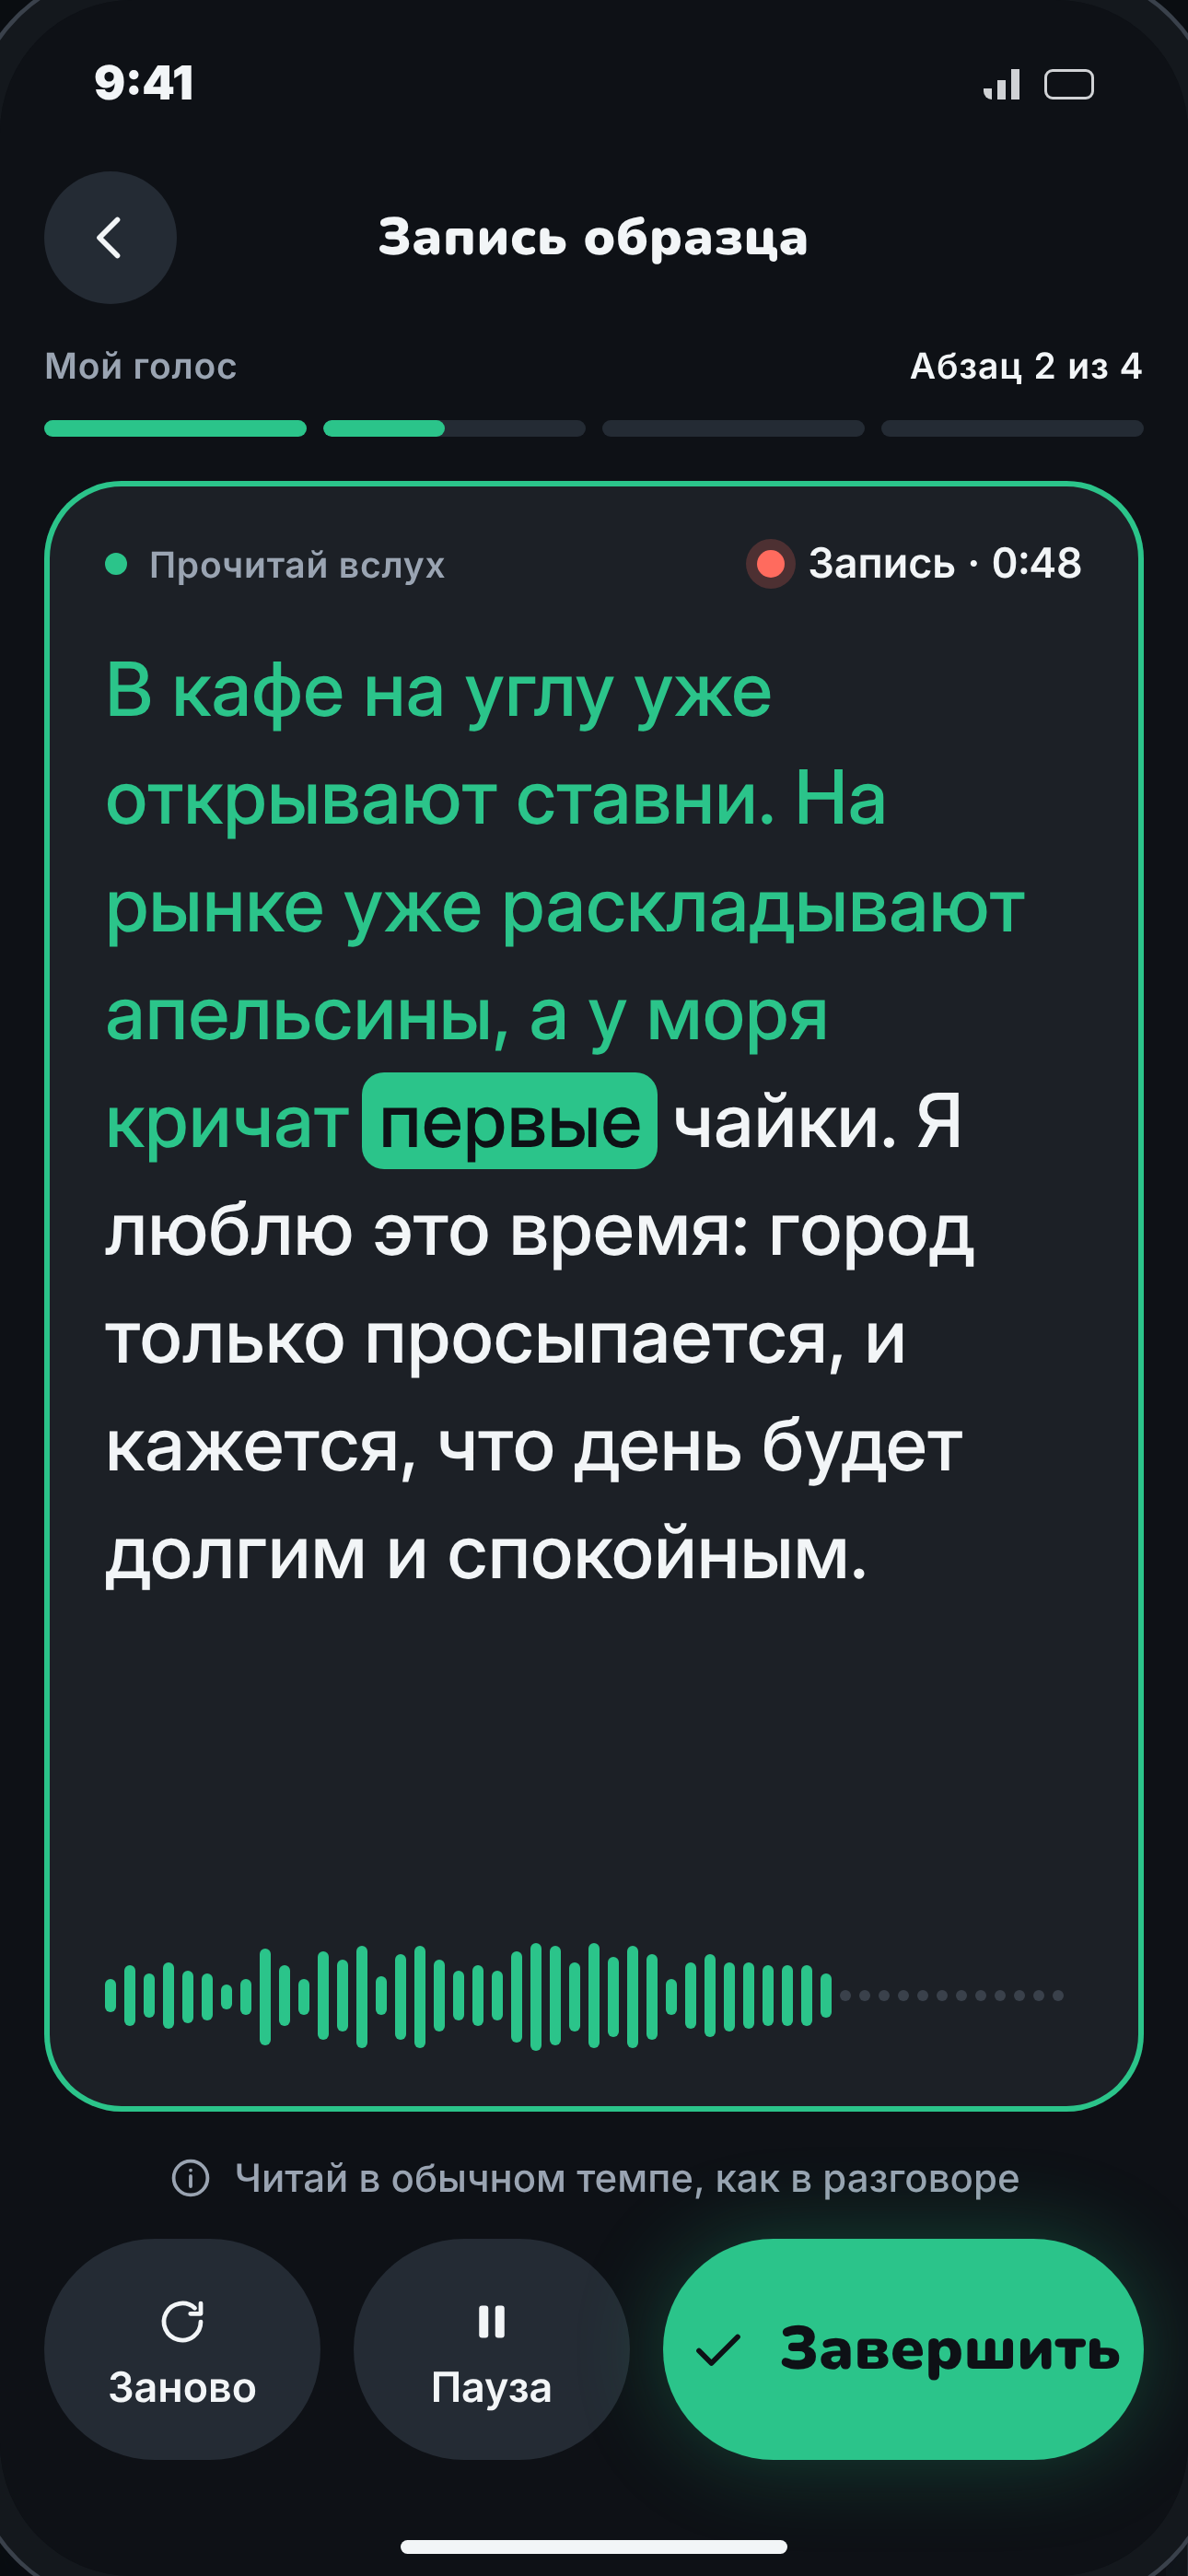 9:41
Запись образца
Мой голос
Абзац 2 из 4
Прочитай вслух
Запись · 0:48
В кафе на углу уже
открывают ставни. На
рынке уже раскладывают
апельсины, а у моря
кричат первые чайки. Я
люблю это время: город
только просыпается, и
кажется, что день будет
долгим и спокойным.
Читай в обычном темпе, как в разговоре
Заново
Пауза
Завершить